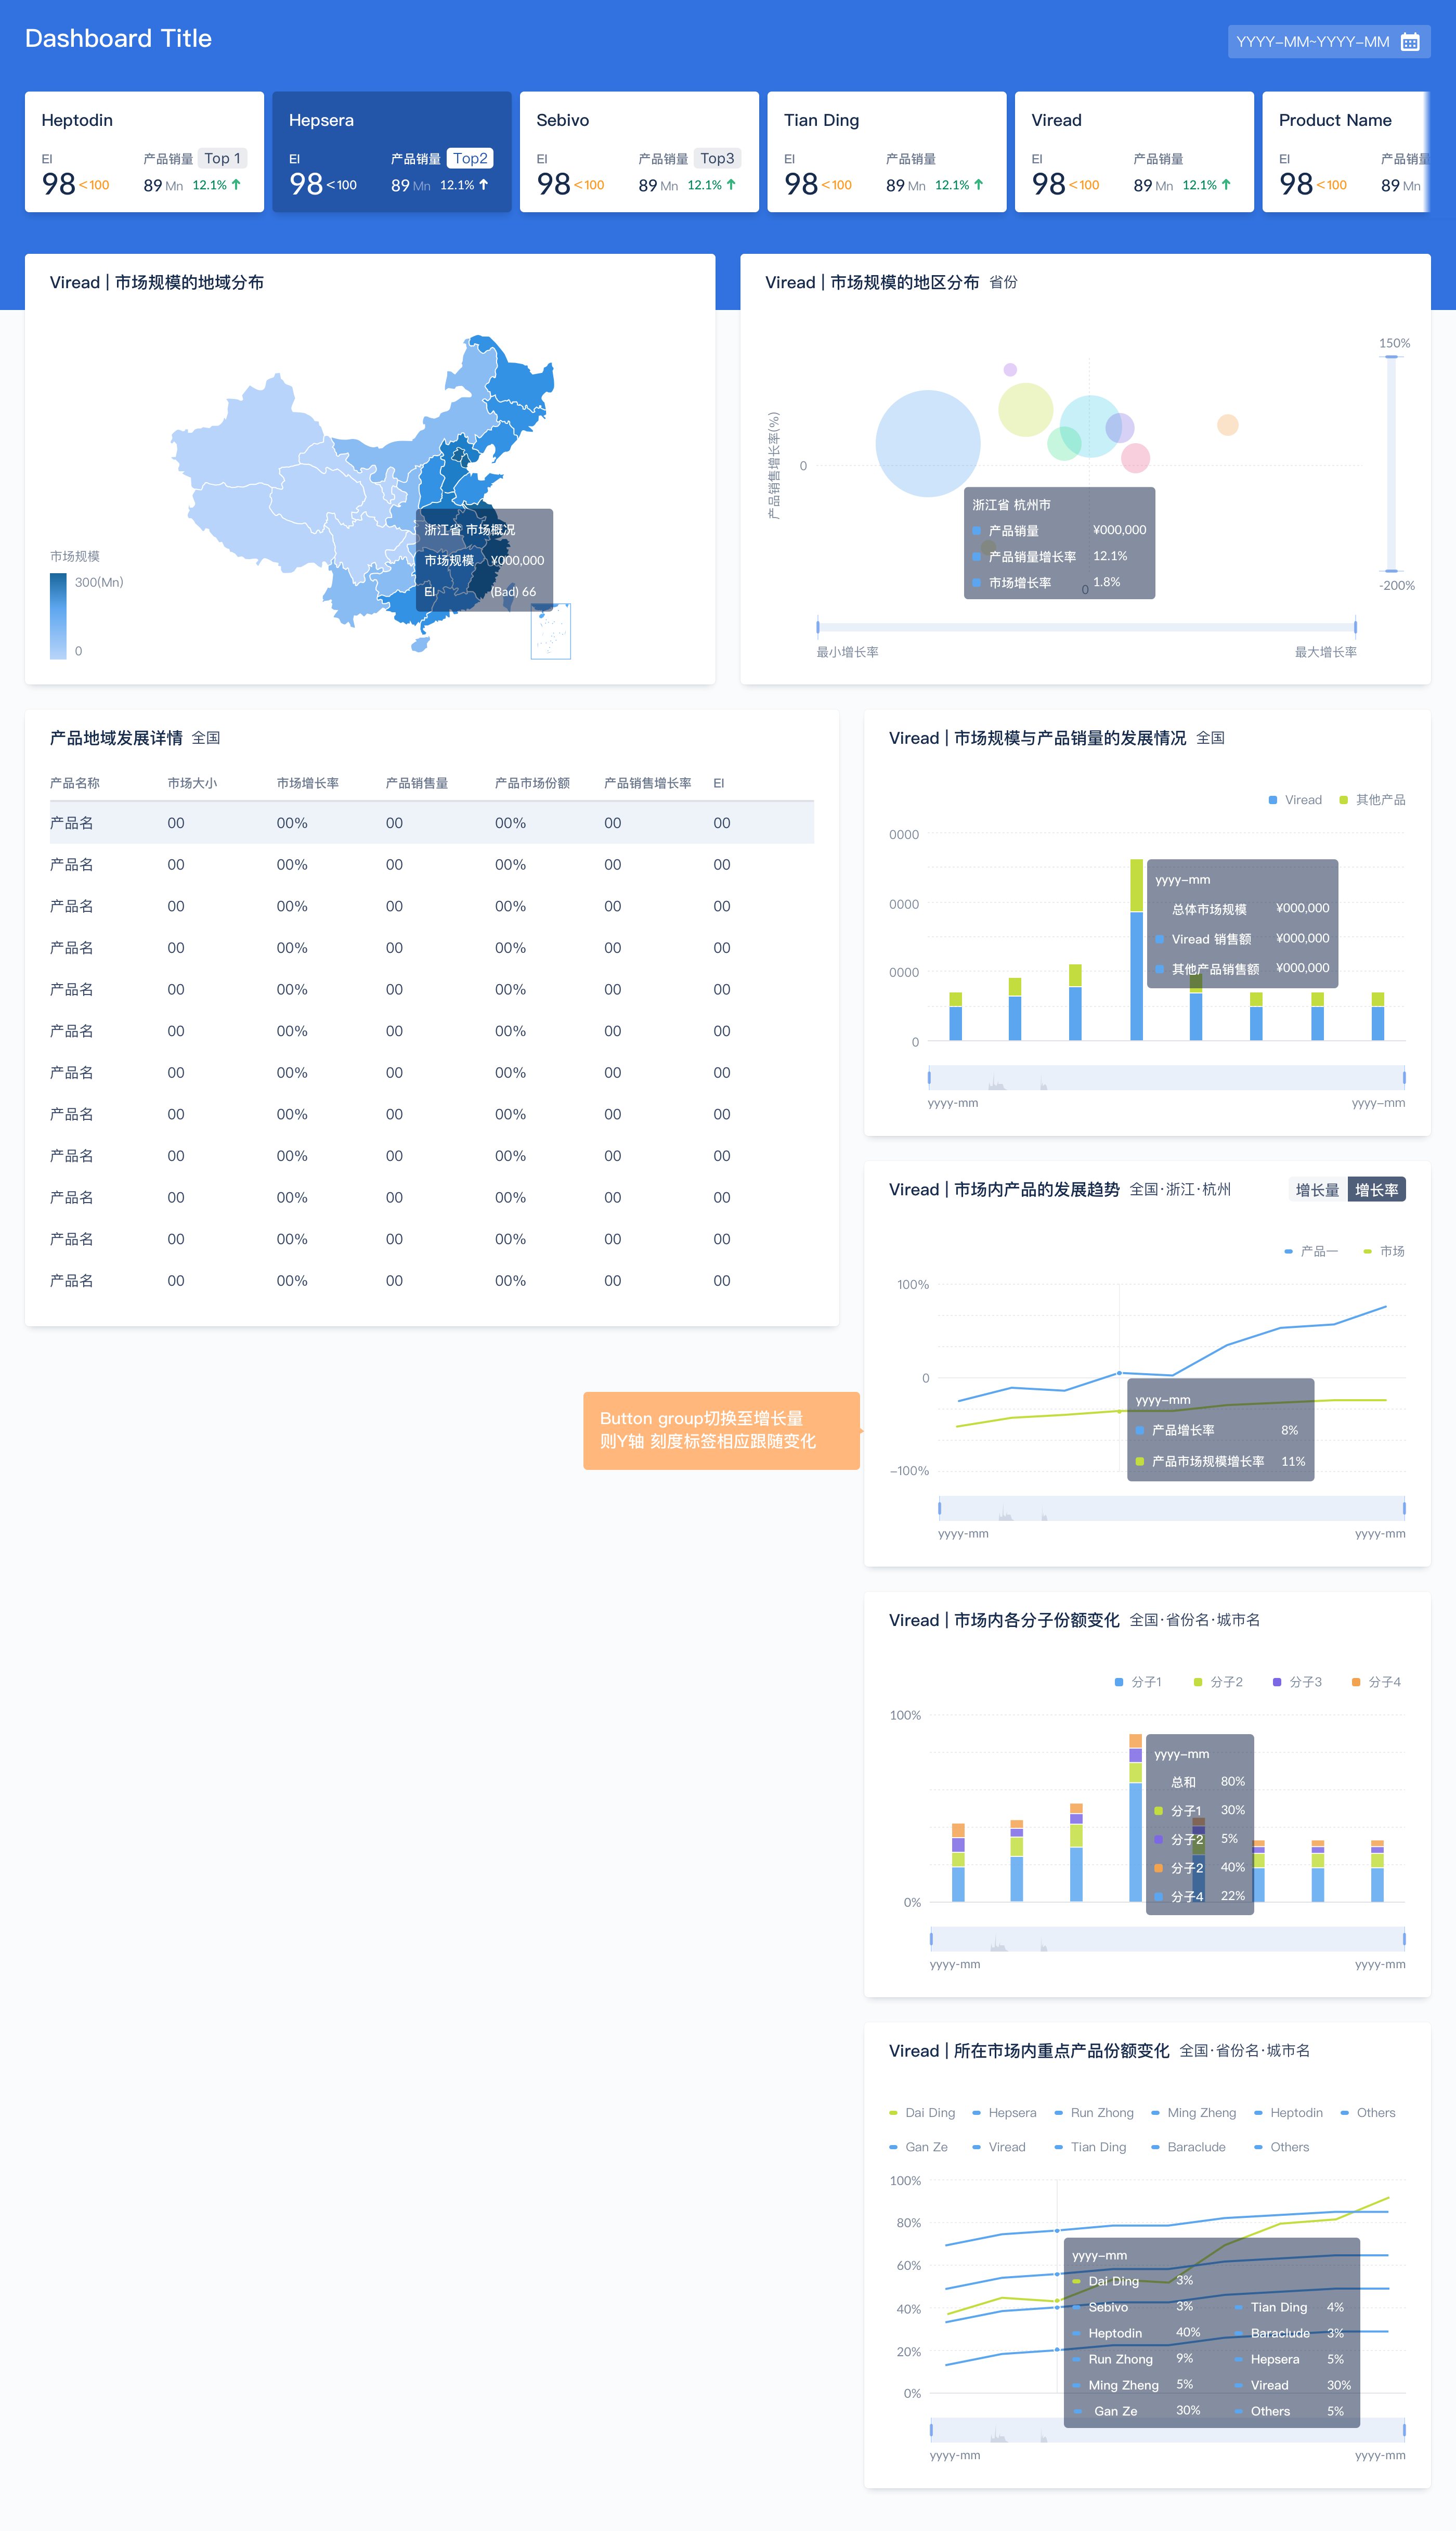 Dashboard Title
YYYY-MM~YYYY-MM
Heptodin
EI
产品销量 Top 1
98 <100
89 Mn 12.1%
Hepsera
EI
产品销量 Top2
98 <100
89 Mn 12.1%
Sebivo
EI
产品销量 Top3
98 <100
89 Mn 12.1%
Tian Ding
EI
产品销量
98 <100
89 Mn 12.1%
Viread
EI
产品销量
98 <100
89 Mn 12.1%
Product Name
EI
产品销量
98 <100
89 Mn
Viread | 市场规模的地域分布
浙江省 市场概况
市场规模 ¥000,000
EI (Bad) 66
市场规模
300(Mn)
0
Viread | 市场规模的地区分布 省份
150%
产品销售增长率(%)
0
浙江省 杭州市
产品销量 ¥000,000
产品销量增长率 12.1%
市场增长率 1.8%
0
-200%
最小增长率
最大增长率
产品地域发展详情 全国
产品名称 市场大小 市场增长率 产品销售量 产品市场份额 产品销售增长率 EI
产品名 00 00% 00 00% 00 00
产品名 00 00% 00 00% 00 00
产品名 00 00% 00 00% 00 00
产品名 00 00% 00 00% 00 00
产品名 00 00% 00 00% 00 00
产品名 00 00% 00 00% 00 00
产品名 00 00% 00 00% 00 00
产品名 00 00% 00 00% 00 00
产品名 00 00% 00 00% 00 00
产品名 00 00% 00 00% 00 00
产品名 00 00% 00 00% 00 00
产品名 00 00% 00 00% 00 00
Viread | 市场规模与产品销量的发展情况 全国
Viread 其他产品
0000
0000
0000
0
yyyy-mm
总体市场规模 ¥000,000
Viread 销售额 ¥000,000
其他产品销售额 ¥000,000
yyyy-mm
yyyy-mm
Viread | 市场内产品的发展趋势 全国·浙江·杭州
增长量 增长率
产品一 市场
100%
0
-100%
yyyy-mm
产品增长率 8%
产品市场规模增长率 11%
yyyy-mm
yyyy-mm
Button group切换至增长量
则Y轴 刻度标签相应跟随变化
Viread | 市场内各分子份额变化 全国·省份名·城市名
分子1 分子2 分子3 分子4
100%
0%
yyyy-mm
总和 80%
分子1 30%
分子2 5%
分子2 40%
分子4 22%
yyyy-mm
yyyy-mm
Viread | 所在市场内重点产品份额变化 全国·省份名·城市名
Dai Ding Hepsera Run Zhong Ming Zheng Heptodin Others
Gan Ze Viread Tian Ding Baraclude Others
100%
80%
60%
40%
20%
0%
yyyy-mm
Dai Ding 3%
Sebivo 3% Tian Ding 4%
Heptodin 40% Baraclude 3%
Run Zhong 9% Hepsera 5%
Ming Zheng 5% Viread 30%
Gan Ze 30% Others 5%
yyyy-mm
yyyy-mm